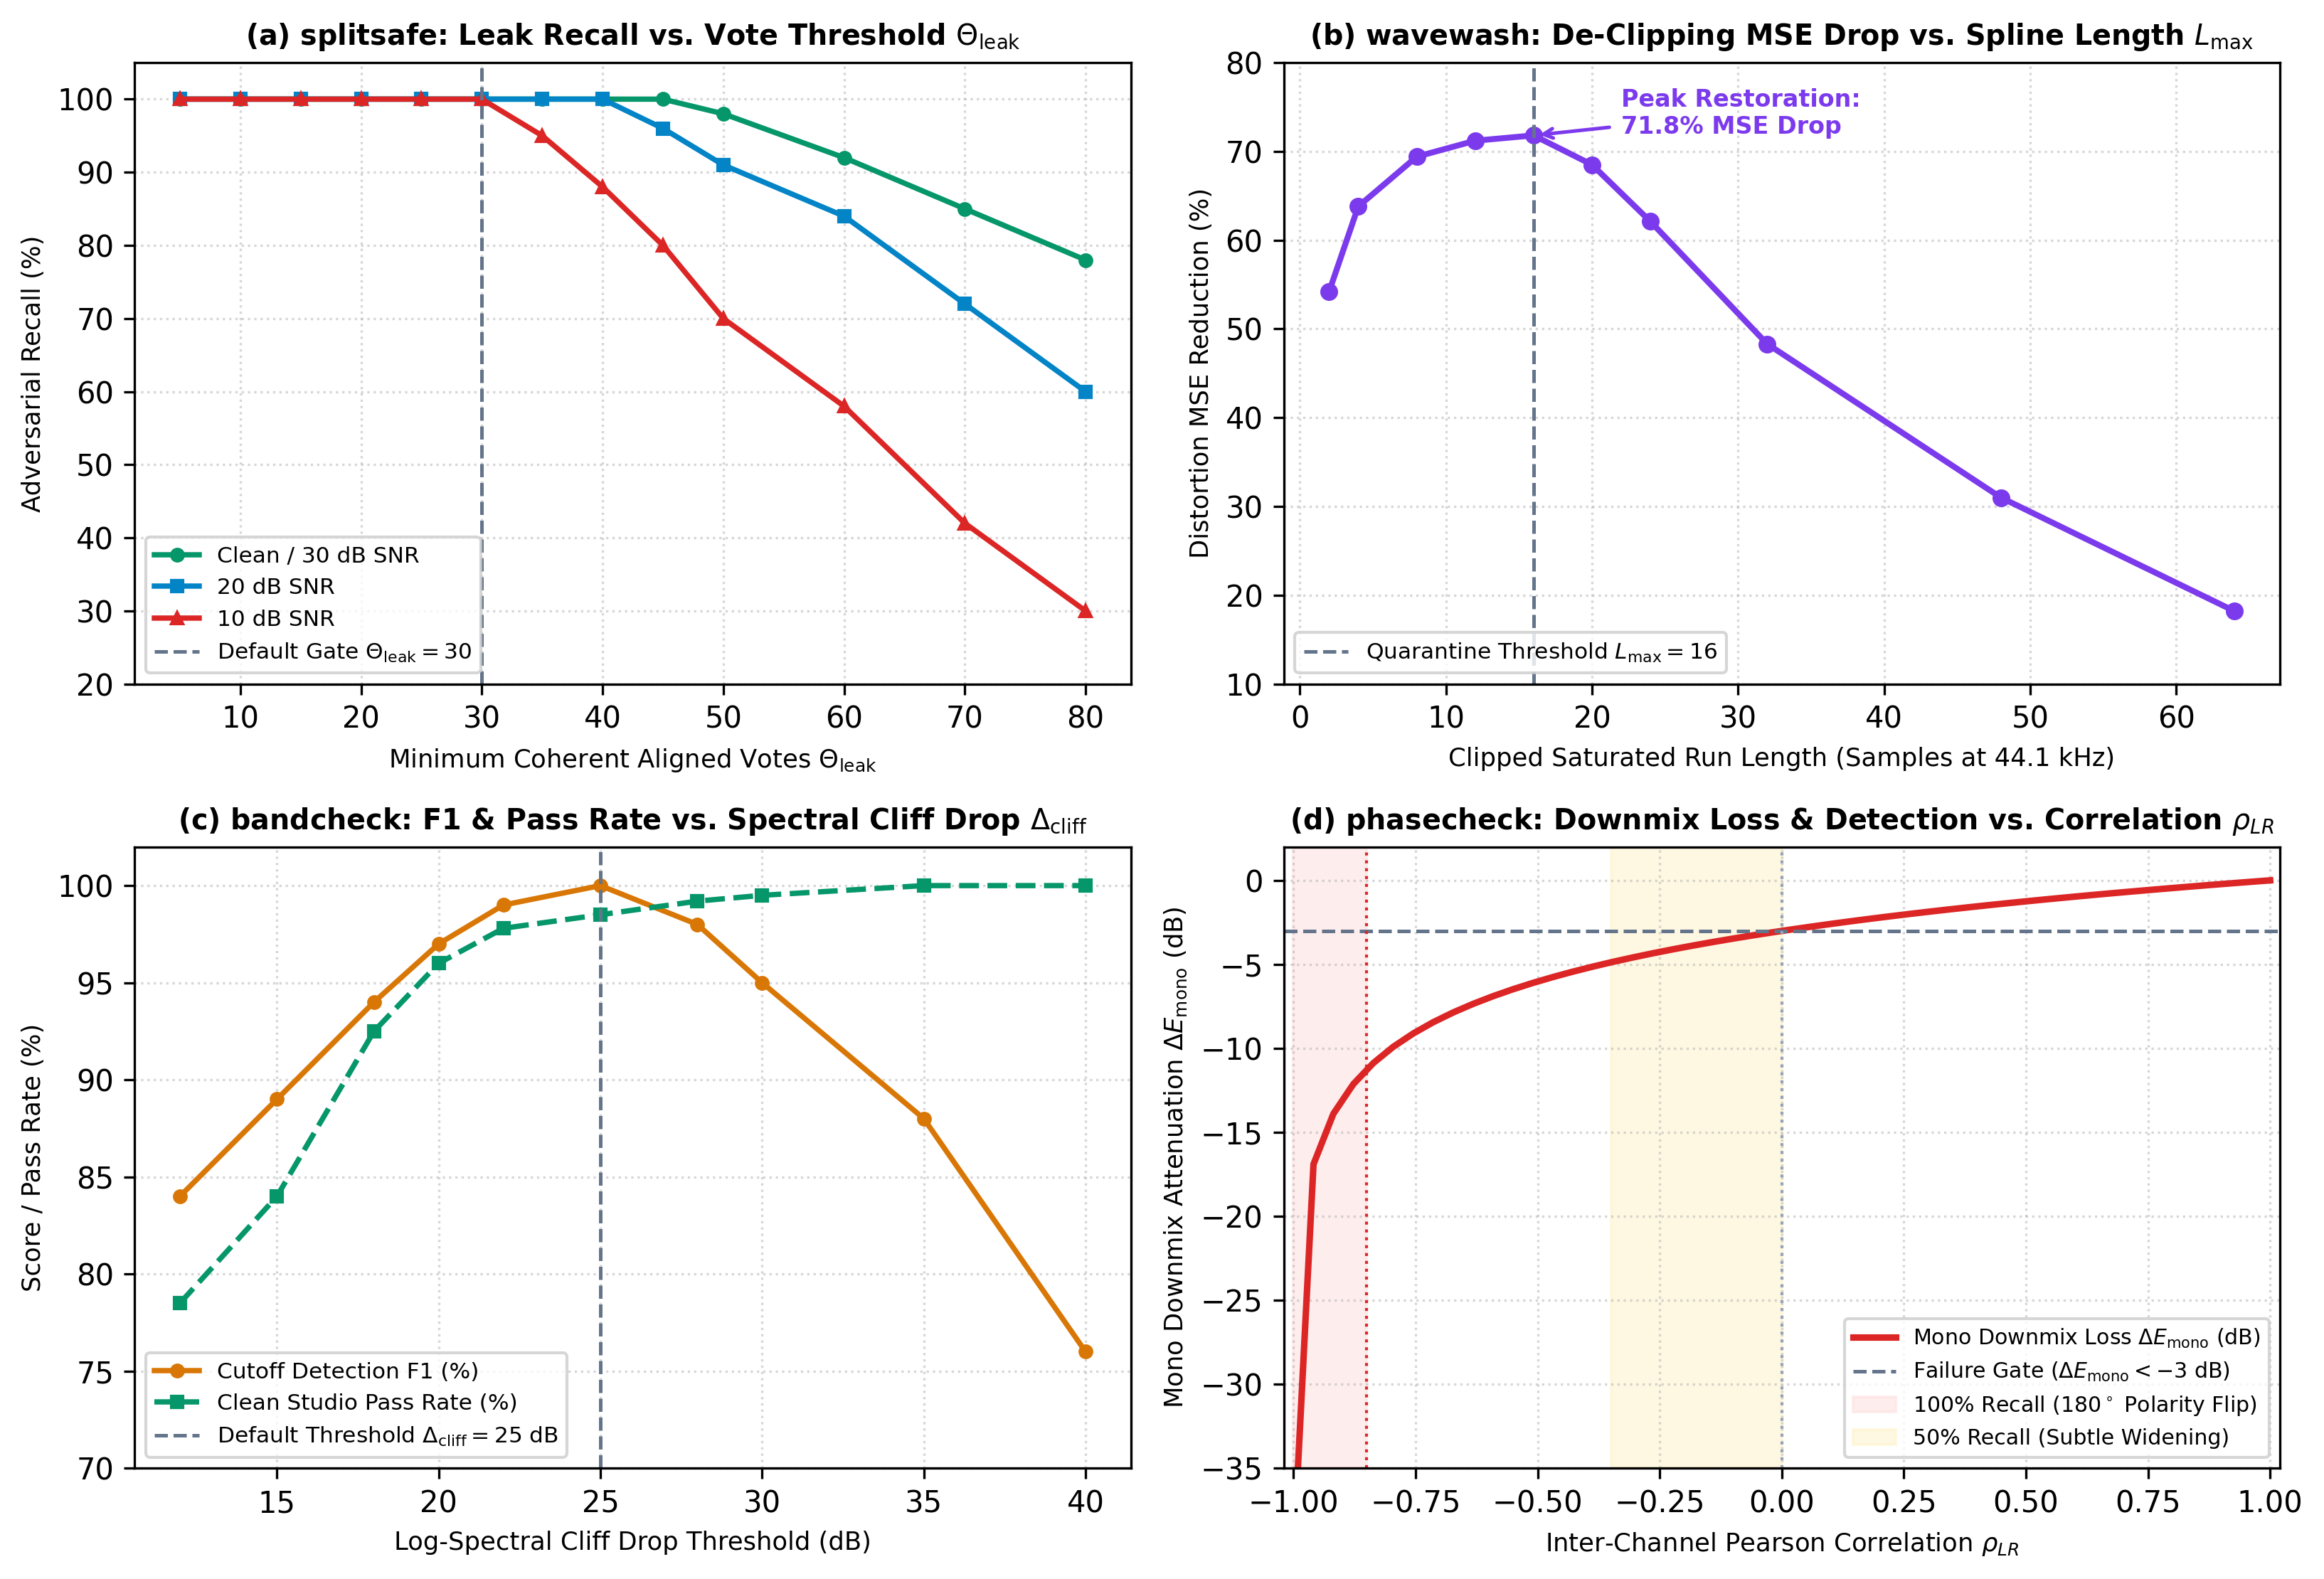 (a) splitsafe: Leak Recall vs. Vote Threshold Θleak
100
90
80
70
60
50
40
30
20
Adversarial Recall (%)
Clean / 30 dB SNR
20 dB SNR
10 dB SNR
Default Gate Θleak = 30
10 20 30 40 50 60 70 80
Minimum Coherent Aligned Votes Θleak
(b) wavewash: De-Clipping MSE Drop vs. Spline Length Lmax
80
70
60
50
40
30
20
10
Distortion MSE Reduction (%)
Peak Restoration:
71.8% MSE Drop
Quarantine Threshold Lmax = 16
0 10 20 30 40 50 60
Clipped Saturated Run Length (Samples at 44.1 kHz)
(c) bandcheck: F1 & Pass Rate vs. Spectral Cliff Drop Δcliff
100
95
90
85
80
75
70
Score / Pass Rate (%)
Cutoff Detection F1 (%)
Clean Studio Pass Rate (%)
Default Threshold Δcliff = 25 dB
15 20 25 30 35 40
Log-Spectral Cliff Drop Threshold (dB)
(d) phasecheck: Downmix Loss & Detection vs. Correlation ρLR
0
−5
−10
−15
−20
−25
−30
−35
Mono Downmix Attenuation ΔEmono (dB)
Mono Downmix Loss ΔEmono (dB)
Failure Gate (ΔEmono < −3 dB)
100% Recall (180° Polarity Flip)
50% Recall (Subtle Widening)
−1.00 −0.75 −0.50 −0.25 0.00 0.25 0.50 0.75 1.00
Inter-Channel Pearson Correlation ρLR